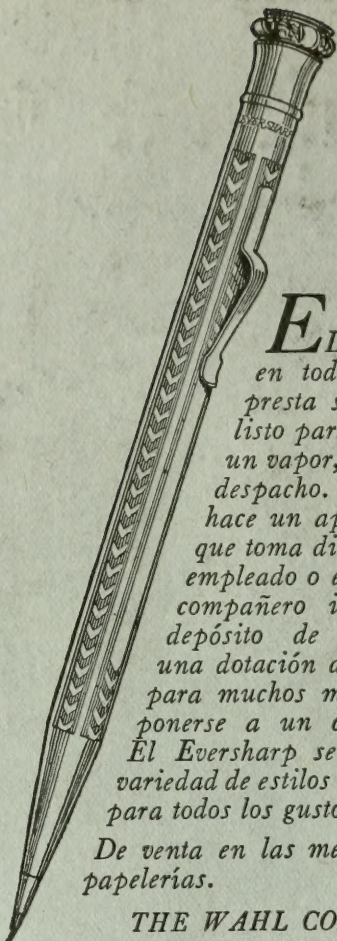 EVERSHARP
EL
en tod
presta s
listo par
un vapor,
despacho.
hace un ap
que toma di
empleado o e
compañero i
depósito de
una dotación d
para muchos m
ponerse a un c
El Eversharp se
variedad de estilos
para todos los gusto
De venta en las me
papelerías.
THE WAHL CO